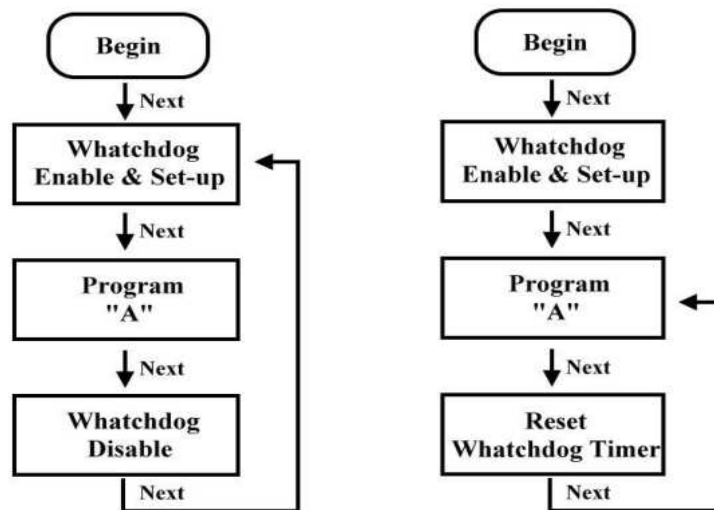 Begin
Next
Whatchdog
Enable & Set-up
Next
Program
"A"
Next
Whatchdog
Disable
Next
Begin
Next
Whatchdog
Enable & Set-up
Next
Program
"A"
Next
Reset
Whatchdog Timer
Next